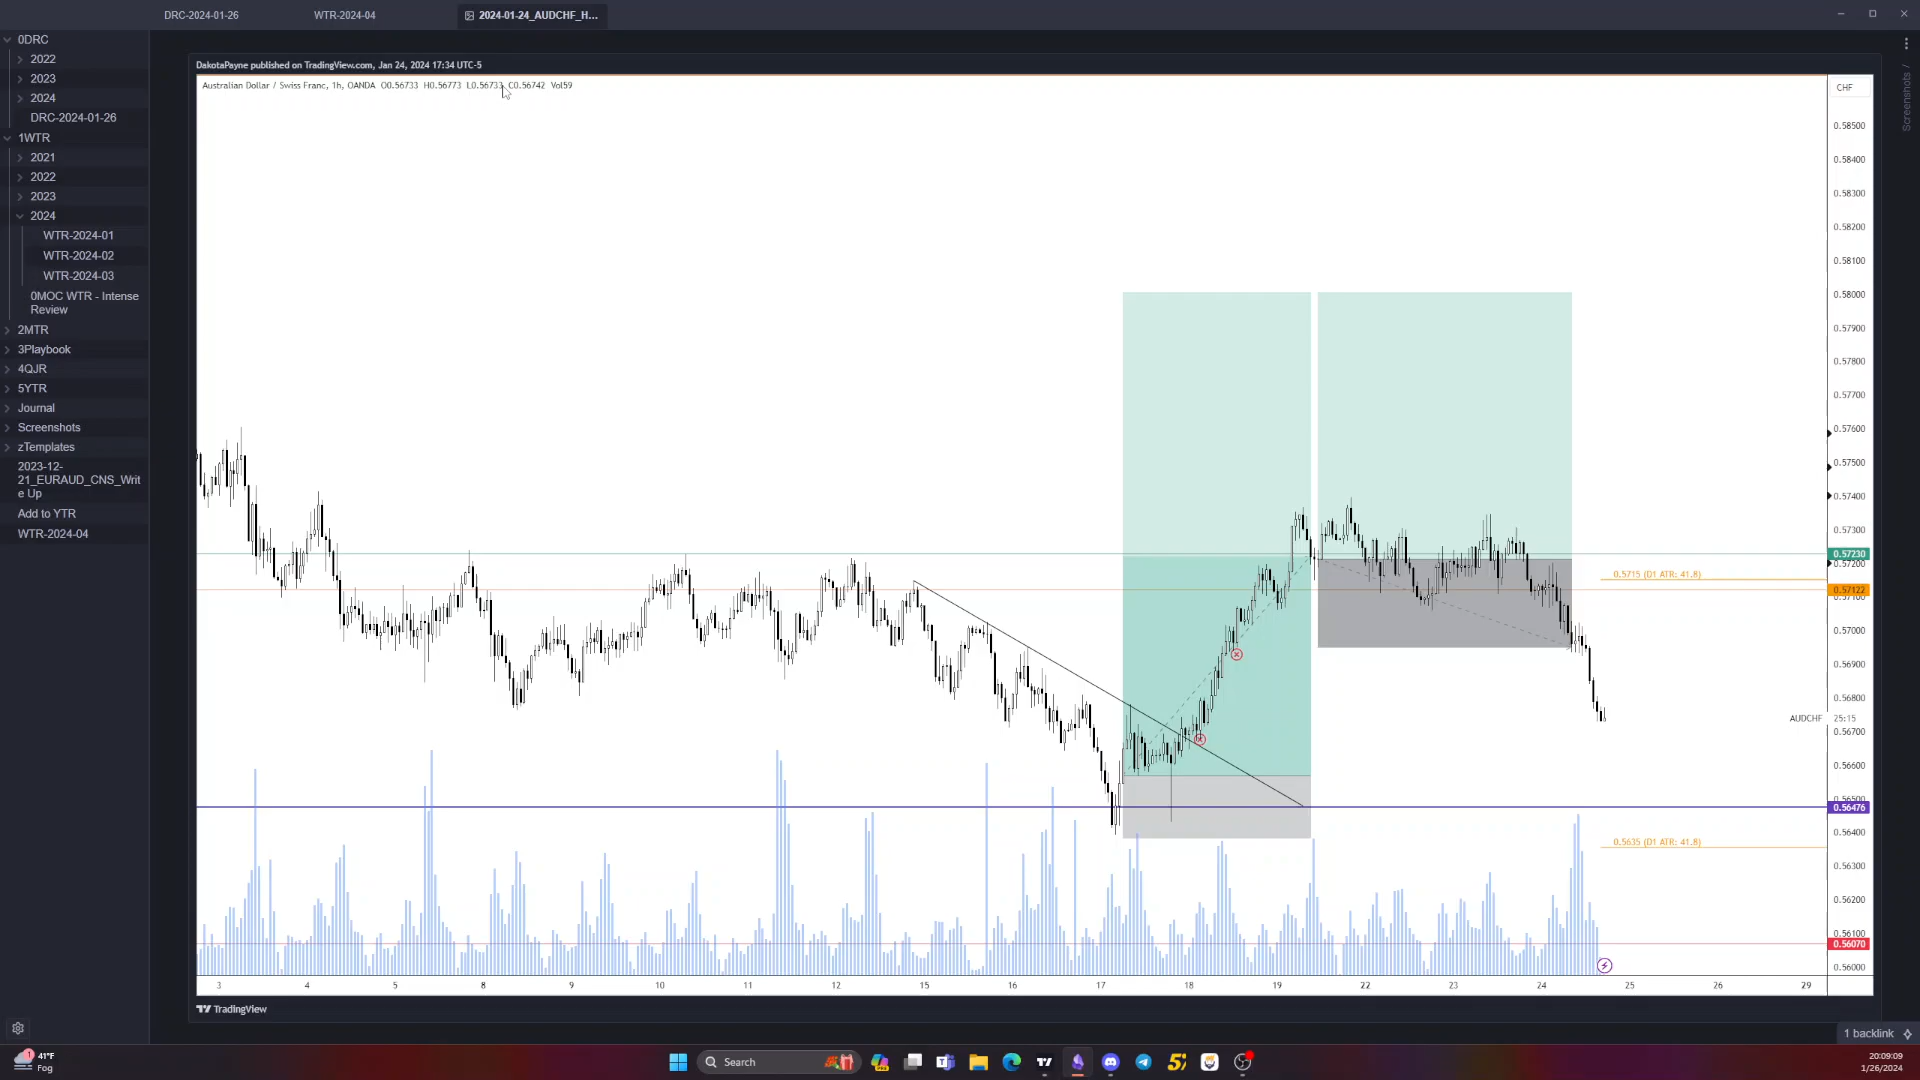 DRC-2024-01-26
WTR-2024-04
2024-01-24_AUDCHF_H...
0DRC
2022
2023
2024
DRC-2024-01-26
1WTR
2021
2022
2023
2024
WTR-2024-01
WTR-2024-02
WTR-2024-03
0MOC WTR - Intense
Review
2MTR
3Playbook
4QJR
5YTR
Journal
Screenshots
zTemplates
2023-12-
21_EURAUD_CNS_Writ
e Up
Add to YTR
WTR-2024-04
DakotaPayne published on TradingView.com, Jan 24, 2024 17:34 UTC-5
Australian Dollar / Swiss Franc, 1h, OANDA O0.56733 H0.56773 L0.56733 C0.56742 Vol59
CHF
0.58500
0.58400
0.58300
0.58200
0.58100
0.58000
0.57900
0.57800
0.57700
0.57600
0.57500
0.57400
0.57300
0.57230
0.57200
0.5715 (D1 ATR: 41.8)
0.57122
0.57100
0.57000
0.56900
0.56800
AUDCHF 25:15
0.56700
0.56600
0.56500
0.56476
0.56400
0.5635 (D1 ATR: 41.8)
0.56300
0.56200
0.56100
0.56070
0.56000
3 4 5 8 9 10 11 12 15 16 17 18 19 22 23 24 25 26 29
TradingView
Screenshots /
1 backlink
41°F
Fog
1
Search
20:09:09
1/26/2024